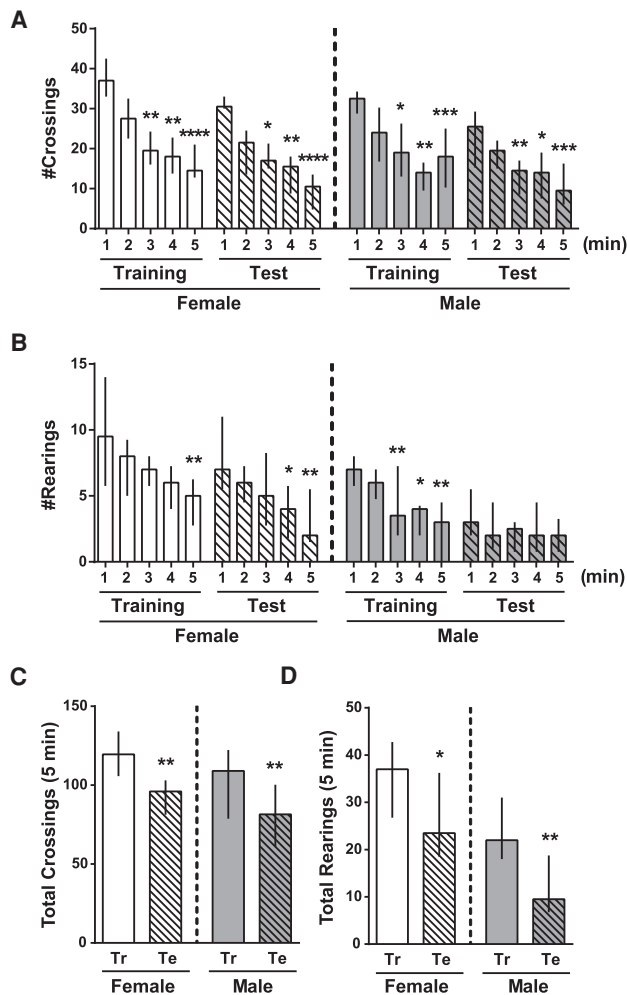 A
#Crossings
50
40
30
20
10
0
** ** **** * ** **** * ** *** ** * ***
1 2 3 4 5 1 2 3 4 5 1 2 3 4 5 1 2 3 4 5 (min)
Training Test Training Test
Female Male
B
#Rearings
15
10
5
0
** * ** ** * **
1 2 3 4 5 1 2 3 4 5 1 2 3 4 5 1 2 3 4 5 (min)
Training Test Training Test
Female Male
C
Total Crossings (5 min)
150
100
50
0
** **
Tr Te Tr Te
Female Male
D
Total Rearings (5 min)
50
40
30
20
10
0
* **
Tr Te Tr Te
Female Male